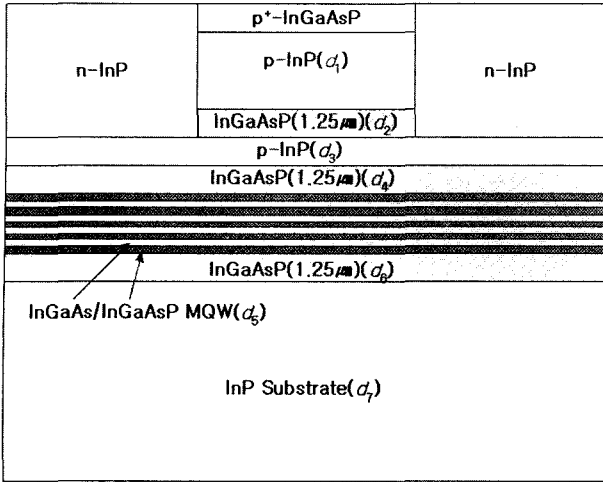 p⁺-InGaAsP
n-InP
p-InP(d₁)
n-InP
InGaAsP(1.25㎛)(d₂)
p-InP(d₃)
InGaAsP(1.25㎛)(d₄)
InGaAsP(1.25㎛)(d₆)
InGaAs/InGaAsP MQW(d₅)
InP Substrate(d₇)